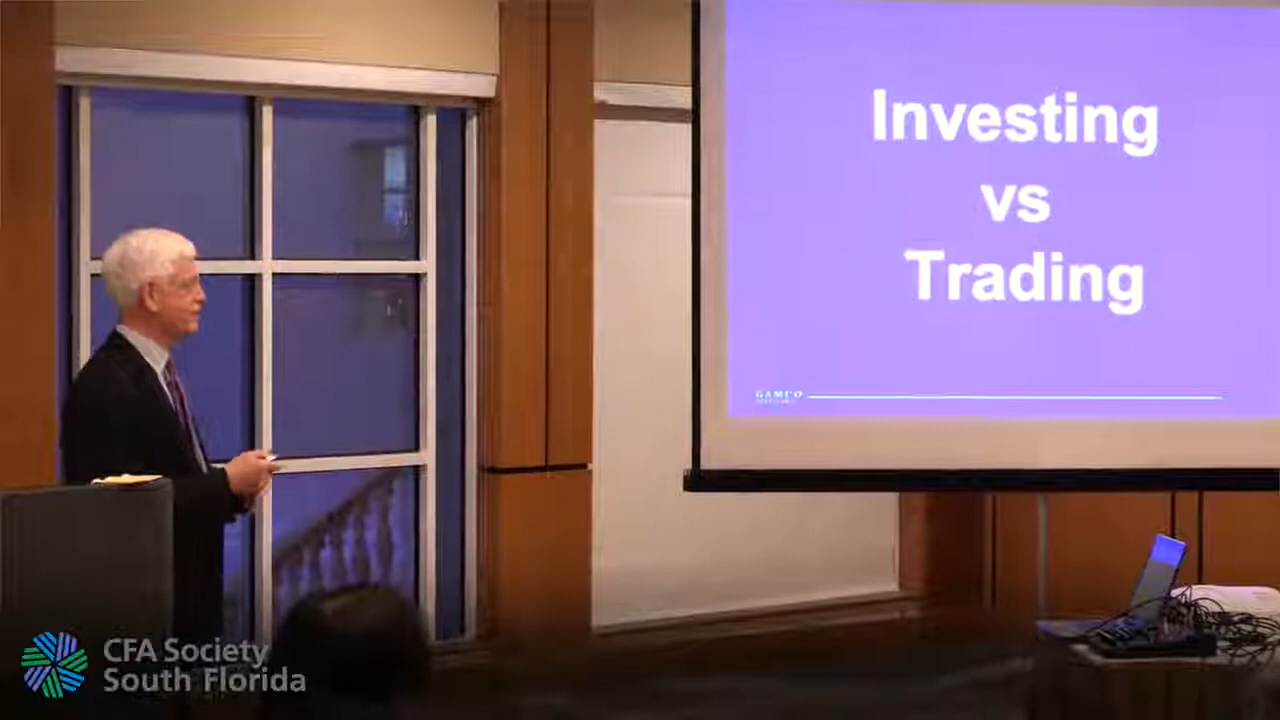 Investing
vs
Trading
GAMCO
CFA Society
South Florida